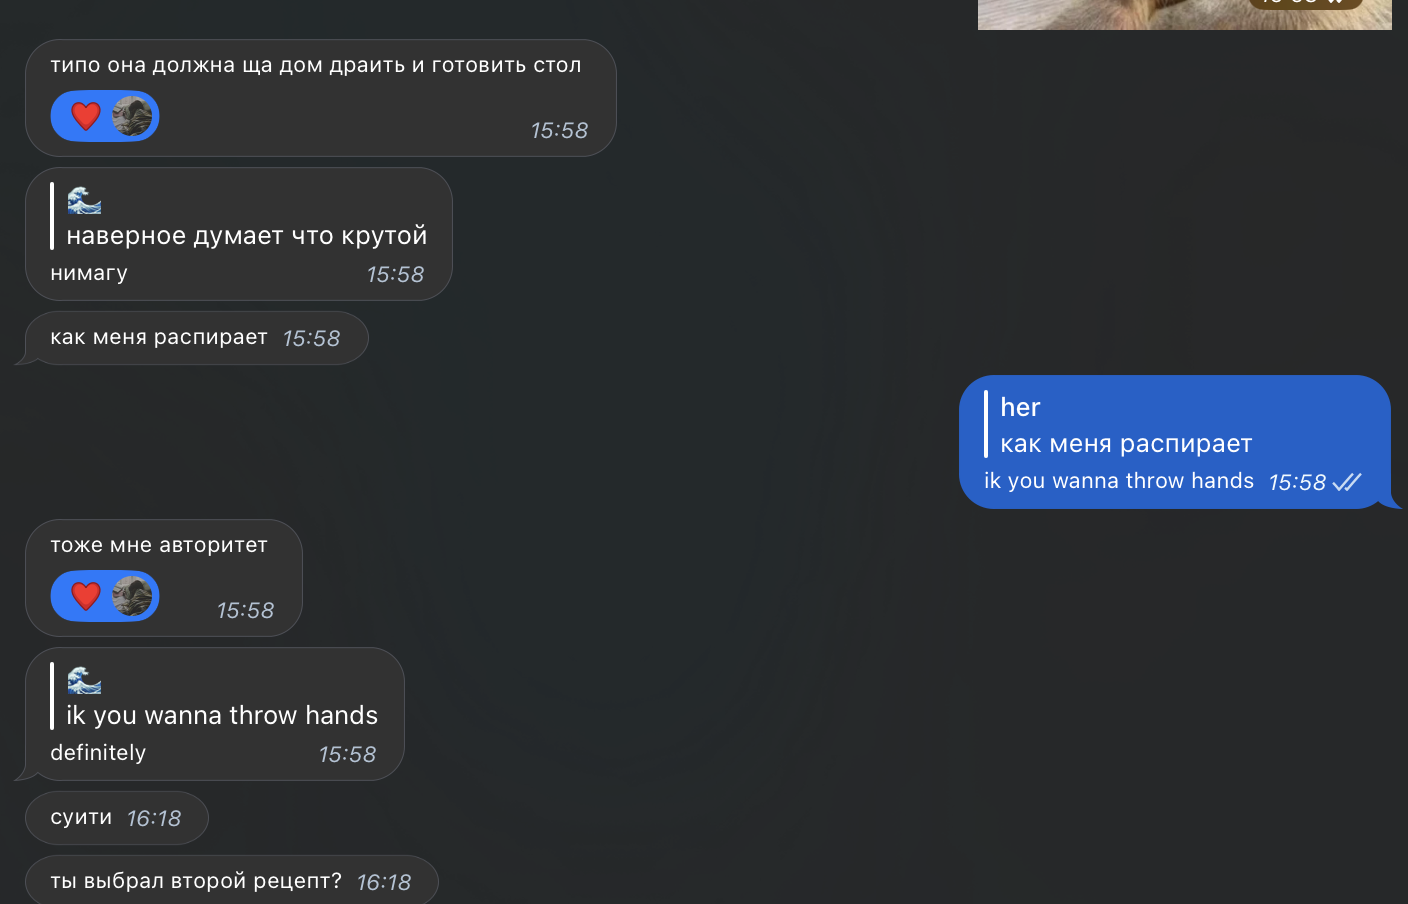 типо она должна ща дом драить и готовить стол
15:58
наверное думает что крутой
нимагу 15:58
как меня распирает 15:58
her
как меня распирает
ik you wanna throw hands 15:58
тоже мне авторитет
15:58
ik you wanna throw hands
definitely 15:58
суити 16:18
ты выбрал второй рецепт? 16:18